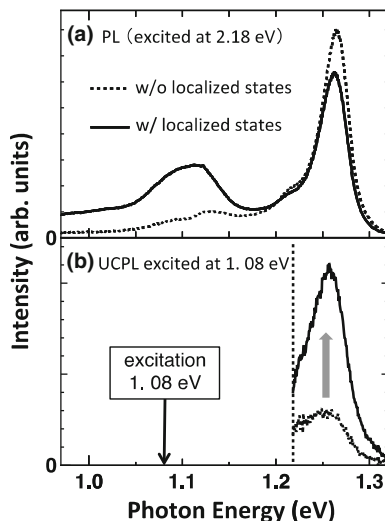 (a) PL (excited at 2.18 eV)
w/o localized states
w/ localized states
0
Intensity (arb. units)
(b) UCPL excited at 1. 08 eV
excitation
1. 08 eV
0
1.0 1.1 1.2 1.3
Photon Energy (eV)